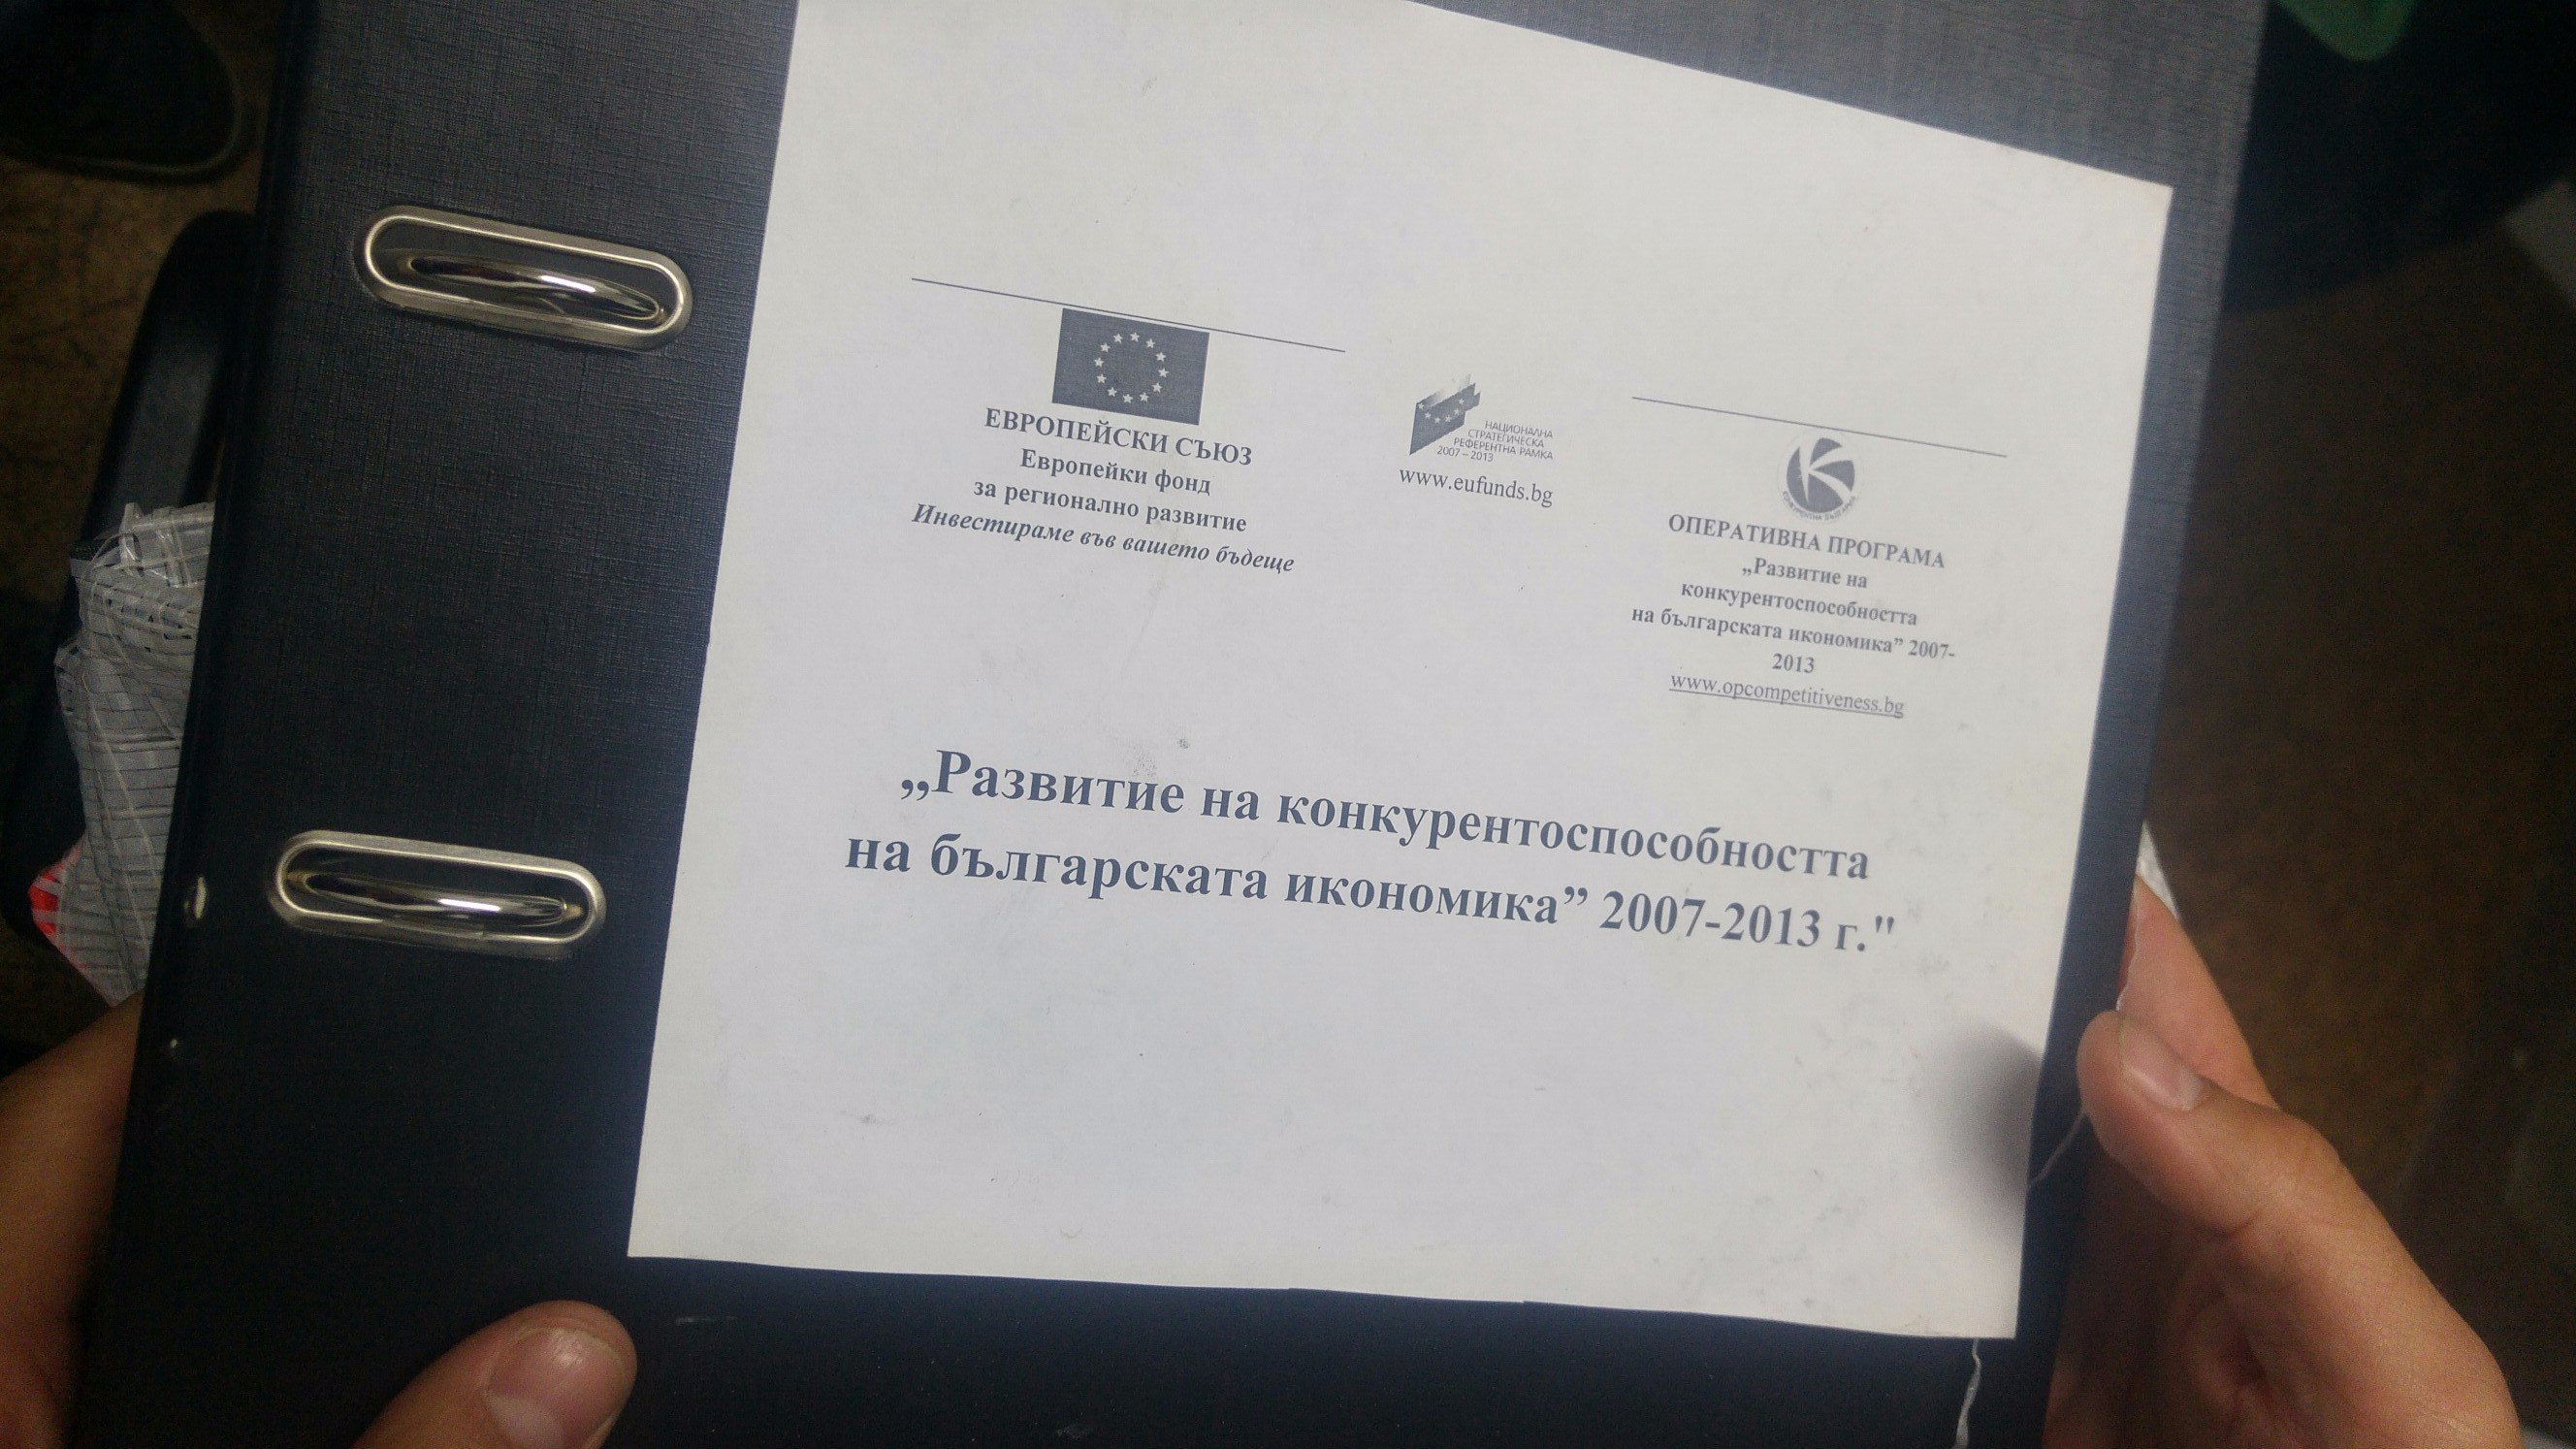 ЕВРОПЕЙСКИ СЪЮЗ
Европейки фонд
за регионално развитие
Инвестираме във вашето бъдеще
НАЦИОНАЛНА
СТРАТЕГИЧЕСКА
РЕФЕРЕНТНА РАМКА
2007 – 2013
www.eufunds.bg
КОНКУРЕНТНА БЪЛГАРИЯ
ОПЕРАТИВНА ПРОГРАМА
„Развитие на
конкурентоспособността
на българската икономика” 2007-
2013
www.opcompetitiveness.bg
„Развитие на конкурентоспособността
на българската икономика” 2007-2013 г."